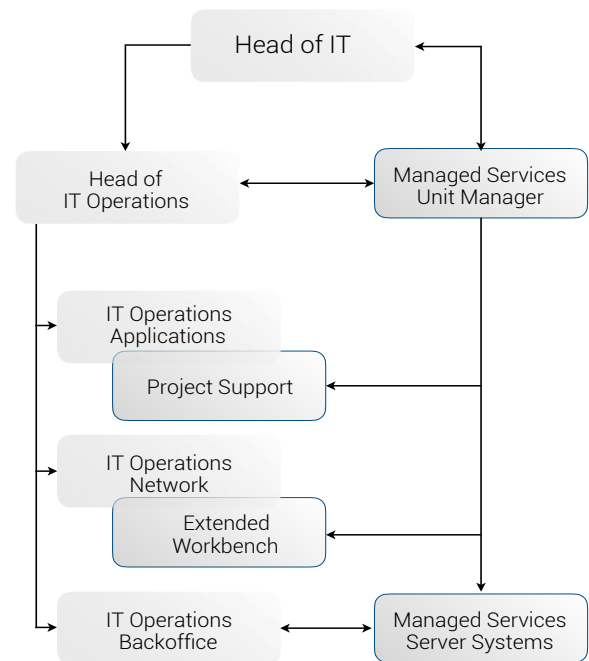 Head of IT
Head of
IT Operations
Managed Services
Unit Manager
IT Operations
Applications
Project Support
IT Operations
Network
Extended
Workbench
IT Operations
Backoffice
Managed Services
Server Systems